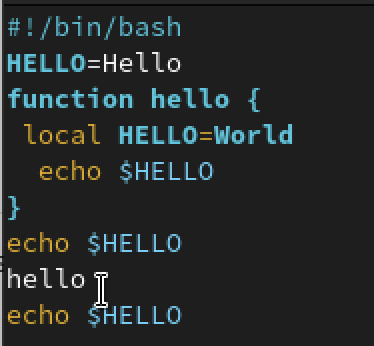 #!/bin/bash
HELLO=Hello
function hello {
 local HELLO=World
  echo $HELLO
}
echo $HELLO
hello
echo $HELLO